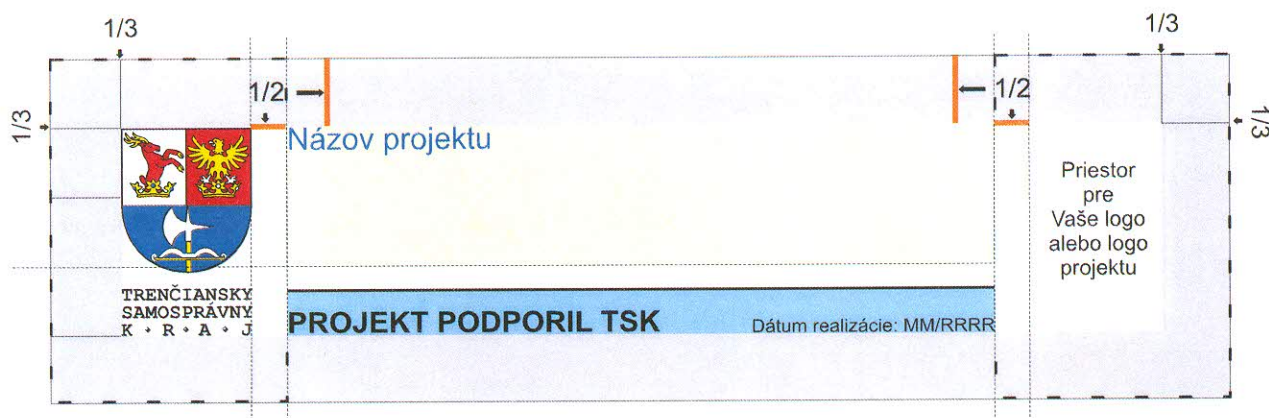 1/3
1/3
1/2
1/2
1/3
1/3
Názov projektu
Priestor
pre
Vaše logo
alebo logo
projektu
TRENČIANSKY
SAMOSPRÁVNY
K · R · A · J
PROJEKT PODPORIL TSK
Dátum realizácie: MM/RRRR